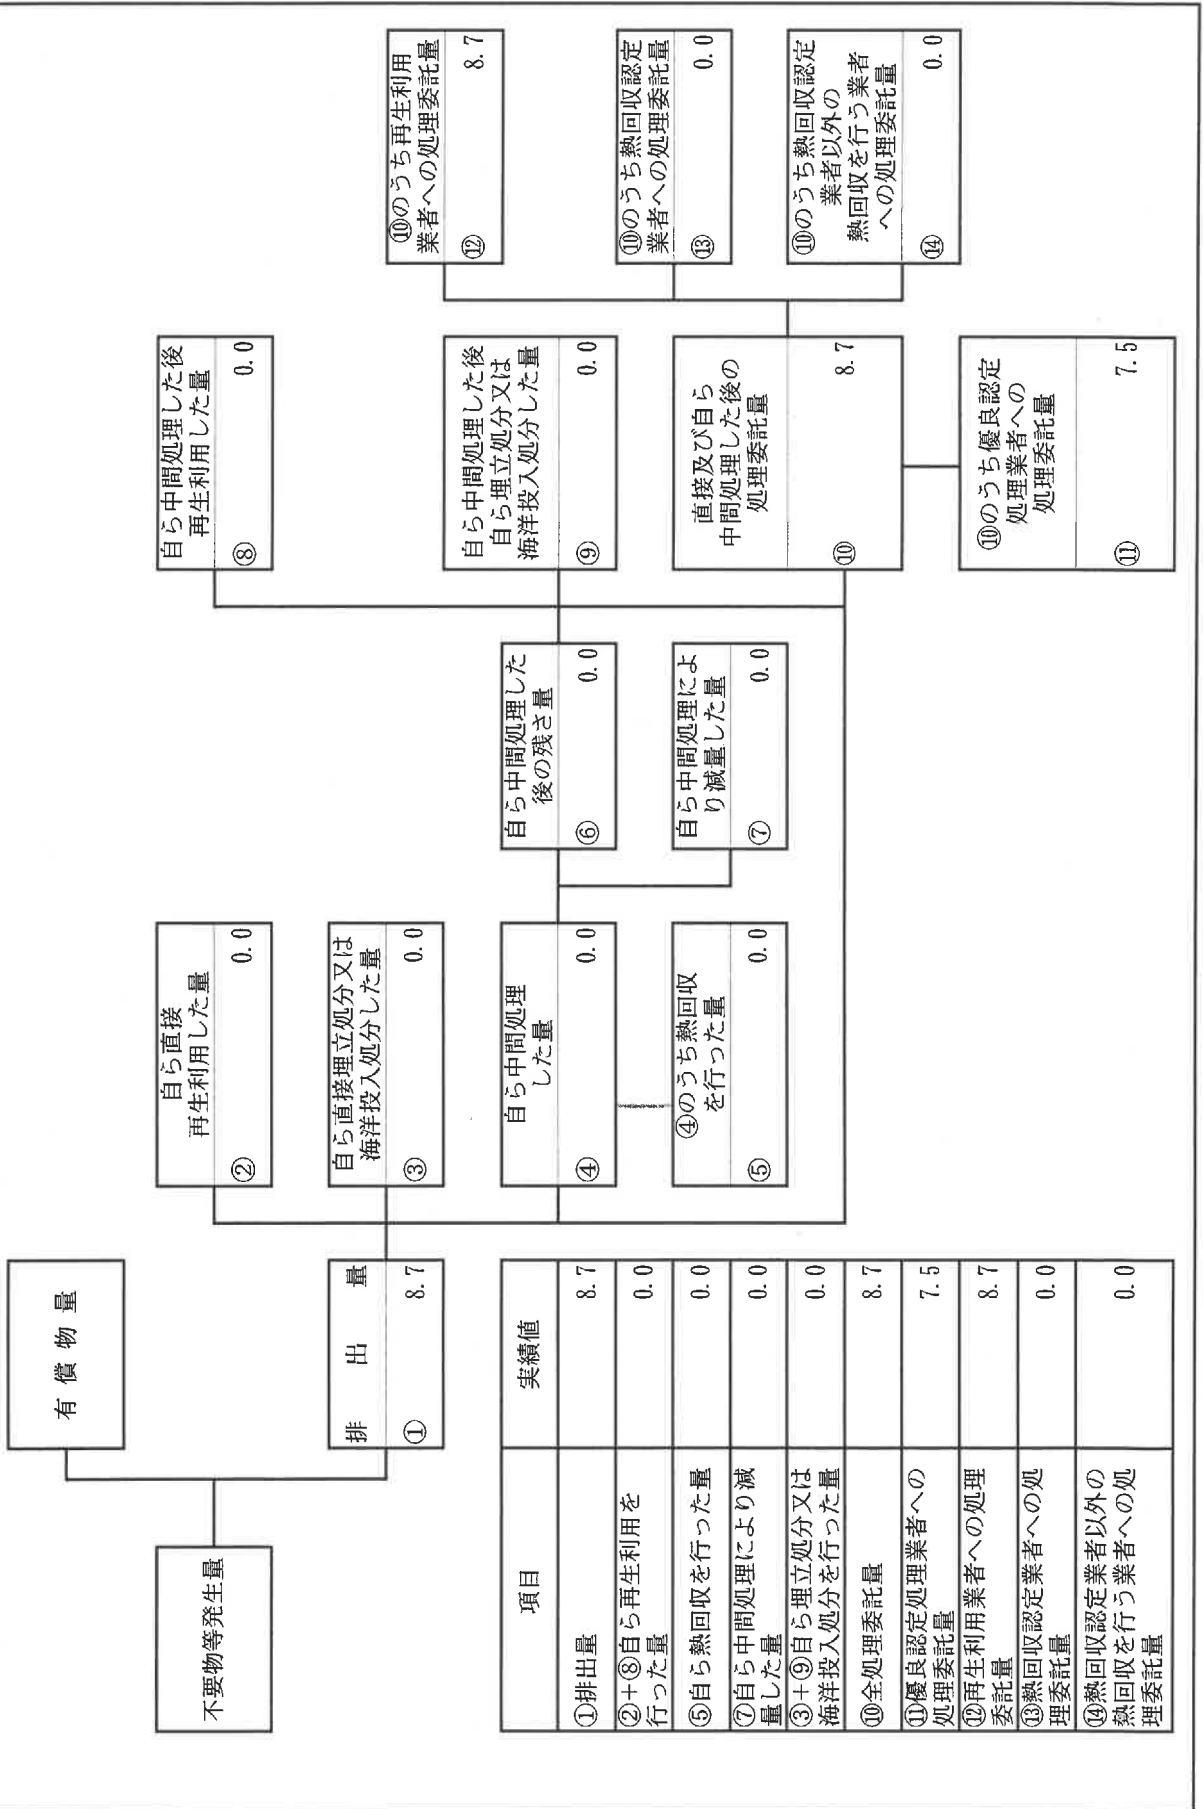 有償物量
不要物等発生量
排出量
① 8.7
自ら直接
再生利用した量
② 0.0
自ら直接埋立処分又は
海洋投入処分した量
③ 0.0
自ら中間処理
した量
④ 0.0
④のうち熱回収
を行った量
⑤ 0.0
自ら中間処理した
後の残さ量
⑥ 0.0
自ら中間処理によ
り減量した量
⑦ 0.0
自ら中間処理した後
再生利用した量
⑧ 0.0
自ら中間処理した後
自ら埋立処分又は
海洋投入処分した量
⑨ 0.0
直接及び自ら
中間処理した後の
処理委託量
⑩ 8.7
⑩のうち優良認定
処理業者への
処理委託量
⑪ 7.5
⑩のうち再生利用
業者への処理委託量
⑫ 8.7
⑩のうち熱回収認定
業者への処理委託量
⑬ 0.0
⑩のうち熱回収認定
業者以外の
熱回収を行う業者
への処理委託量
⑭ 0.0
項目 実績値
①排出量 8.7
②+⑧自ら再生利用を
行った量 0.0
⑤自ら熱回収を行った量 0.0
⑦自ら中間処理により減
量した量 0.0
③+⑨自ら埋立処分又は
海洋投入処分を行った量 0.0
⑩全処理委託量 8.7
⑪優良認定処理業者への
処理委託量 7.5
⑫再生利用業者への処理
委託量 8.7
⑬熱回収認定業者への処
理委託量 0.0
⑭熱回収認定業者以外の
熱回収を行う業者への処
理委託量 0.0